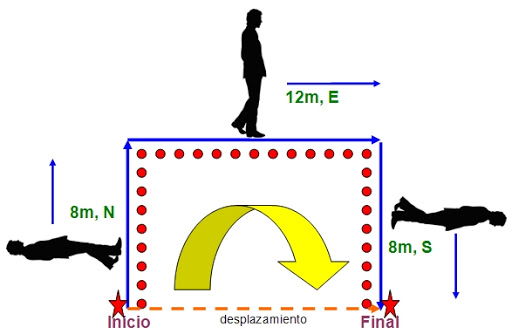 12m, E
8m, N
8m, S
Inicio
desplazamiento
Final